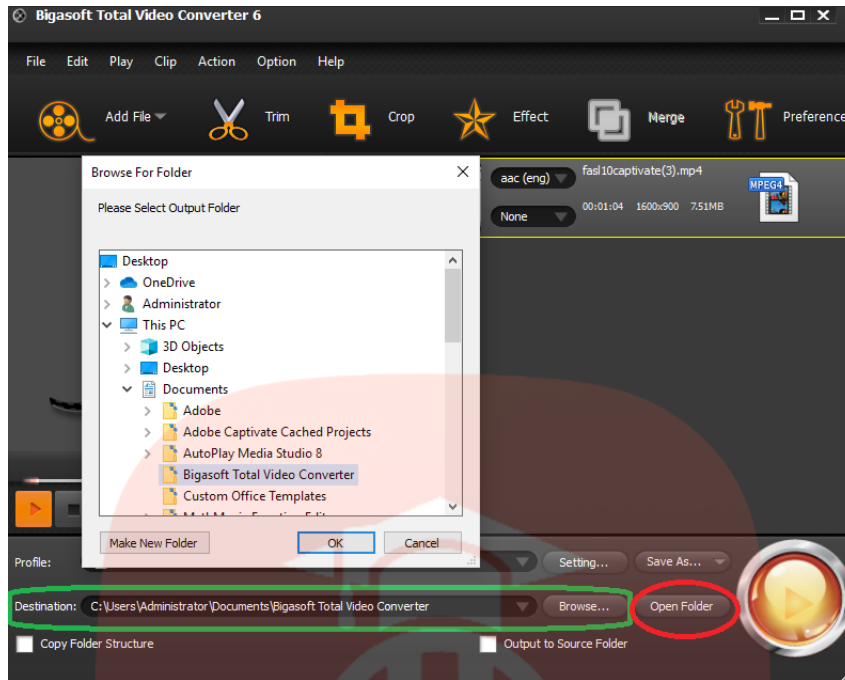 Bigasoft Total Video Converter 6
File Edit Play Clip Action Option Help
Add File Trim Crop Effect Merge Preference
Browse For Folder
Please Select Output Folder
Desktop
OneDrive
Administrator
This PC
3D Objects
Desktop
Documents
Adobe
Adobe Captivate Cached Projects
AutoPlay Media Studio 8
Bigasoft Total Video Converter
Custom Office Templates
Make New Folder OK Cancel
aac (eng) fasl10captivate(3).mp4
None 00:01:04 1600x900 7.51MB
MPEG4
Profile: Setting... Save As...
Destination: C:\Users\Administrator\Documents\Bigasoft Total Video Converter Browse... Open Folder
Copy Folder Structure Output to Source Folder